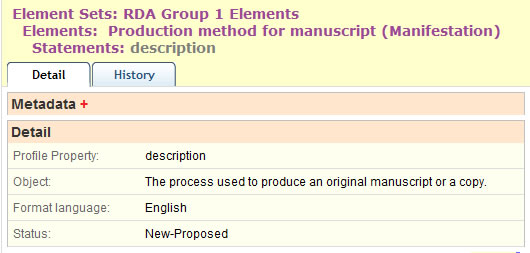 Element Sets: RDA Group 1 Elements
Elements: Production method for manuscript (Manifestation)
Statements: description
Detail History
Metadata +
Detail
Profile Property: description
Object: The process used to produce an original manuscript or a copy.
Format language: English
Status: New-Proposed